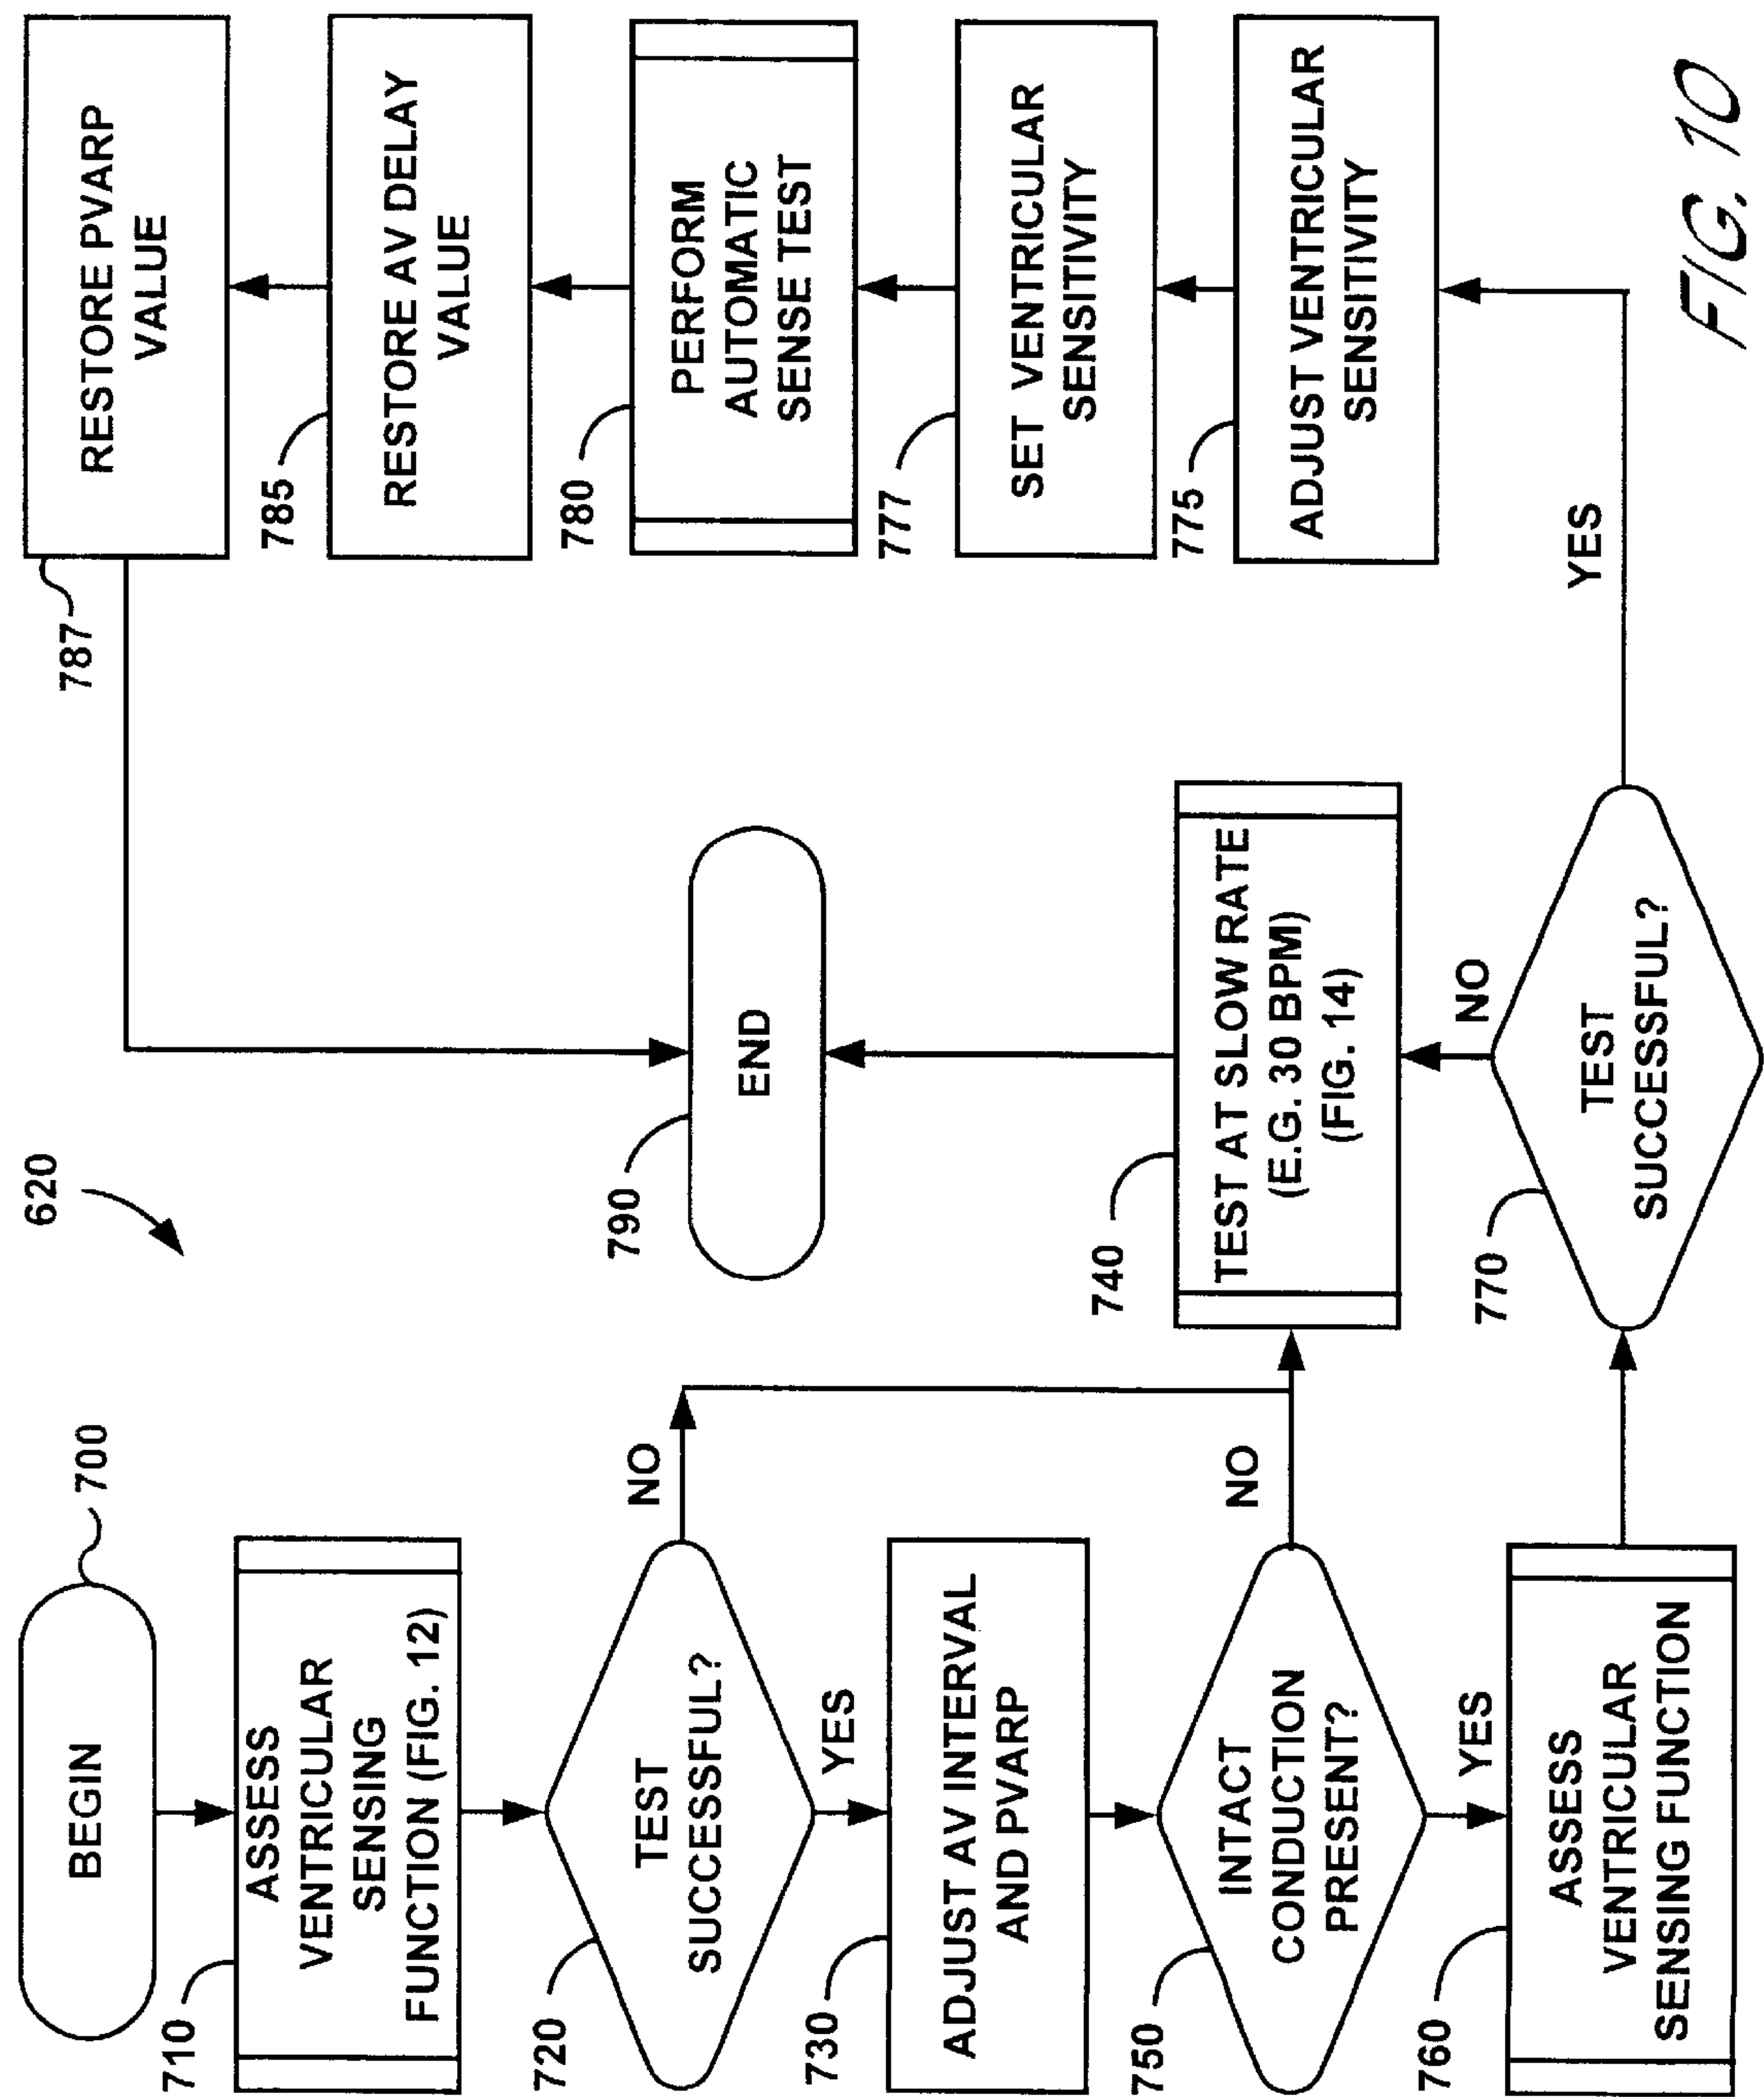 620
BEGIN
700
710
ASSESS
VENTRICULAR
SENSING
FUNCTION (FIG. 12)
720
TEST
SUCCESSFUL?
NO
YES
730
ADJUST AV INTERVAL
AND PVARP
750
INTACT
CONDUCTION
PRESENT?
NO
YES
760
ASSESS
VENTRICULAR
SENSING FUNCTION
790
END
740
TEST AT SLOW RATE
(E.G. 30 BPM)
(FIG. 14)
NO
770
TEST
SUCCESSFUL?
YES
787
RESTORE PVARP
VALUE
785
RESTORE AV DELAY
VALUE
780
PERFORM
AUTOMATIC
SENSE TEST
777
SET VENTRICULAR
SENSITIVITY
775
ADJUST VENTRICULAR
SENSITIVITY
FIG. 10